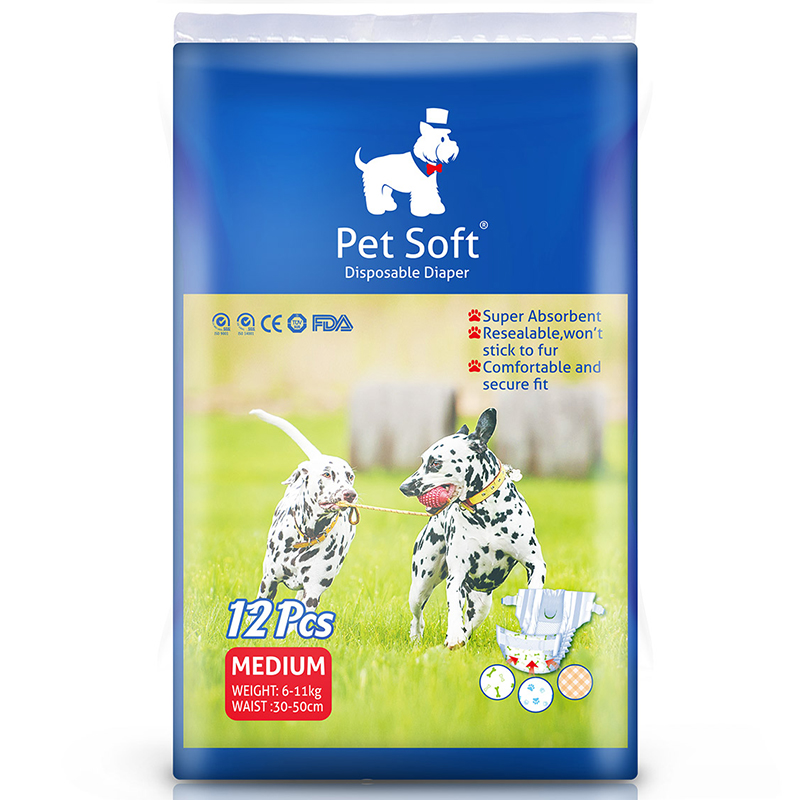 Pet Soft®
Disposable Diaper
CE
TÜV
FDA
Super Absorbent
Resealable,won't
stick to fur
Comfortable and
secure fit
12 Pcs
MEDIUM
WEIGHT: 6-11kg
WAIST :30-50cm